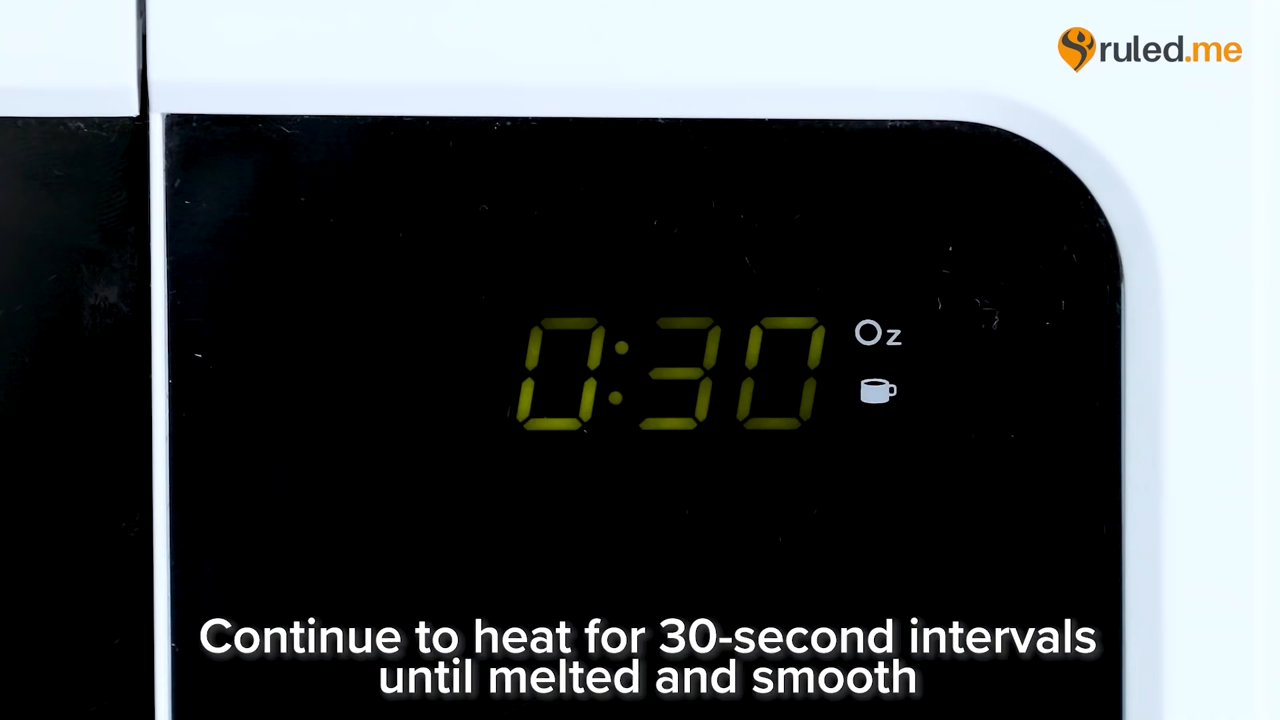 ruled.me
0:30
Oz
Continue to heat for 30-second intervals
until melted and smooth